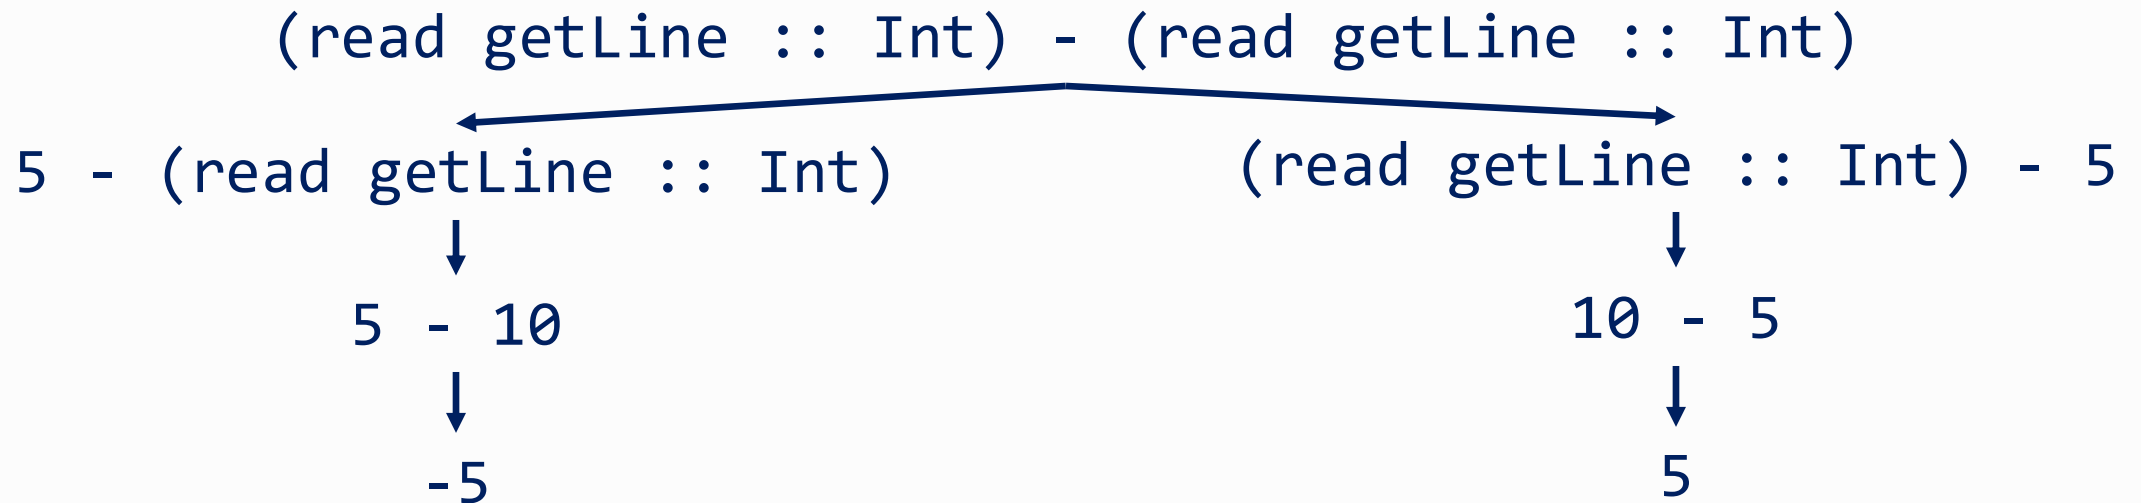 (read getLine :: Int) - (read getLine :: Int)
5 - (read getLine :: Int)
(read getLine :: Int) - 5
5 - 10
10 - 5
-5
5